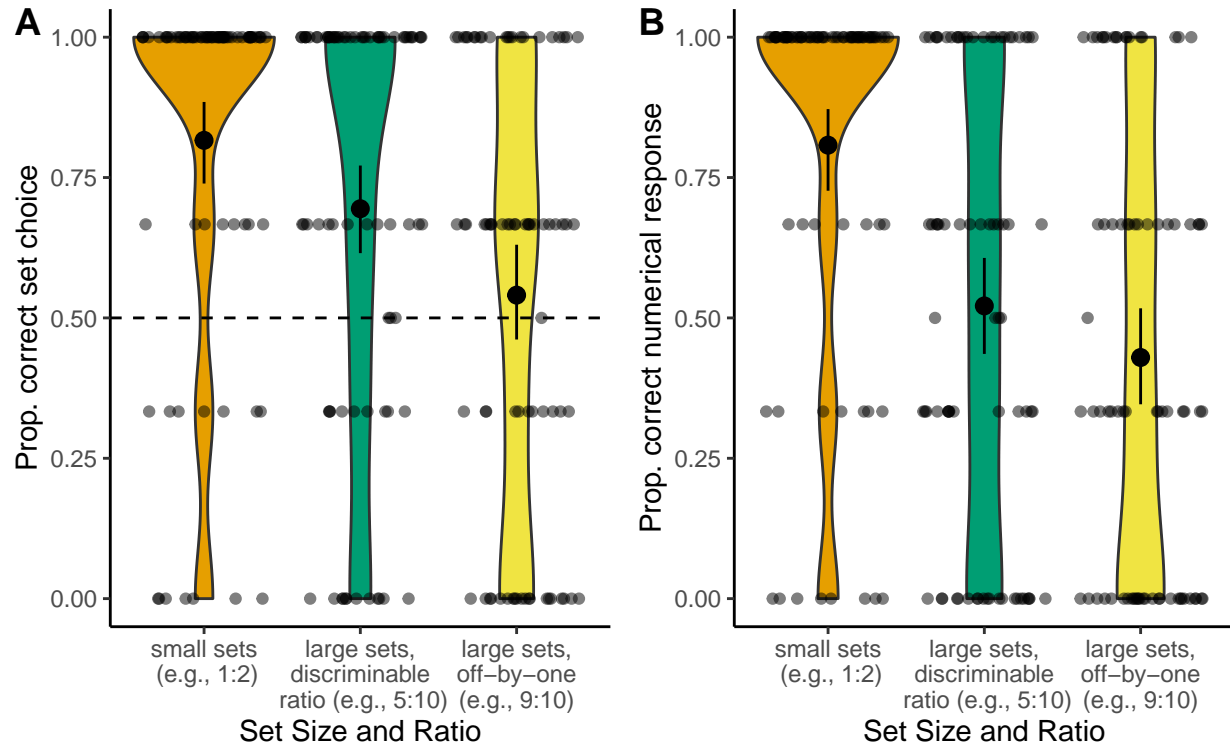 A
Prop. correct set choice
1.00
0.75
0.50
0.25
0.00
small sets
(e.g., 1:2)
large sets,
discriminable
ratio (e.g., 5:10)
large sets,
off−by−one
(e.g., 9:10)
Set Size and Ratio
B
Prop. correct numerical response
1.00
0.75
0.50
0.25
0.00
small sets
(e.g., 1:2)
large sets,
discriminable
ratio (e.g., 5:10)
large sets,
off−by−one
(e.g., 9:10)
Set Size and Ratio